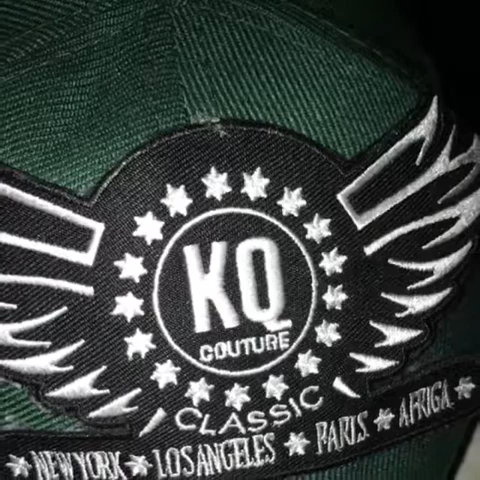 KQ
COUTURE
CLASSIC
NEW YORK LOS ANGELES PARIS AFRICA